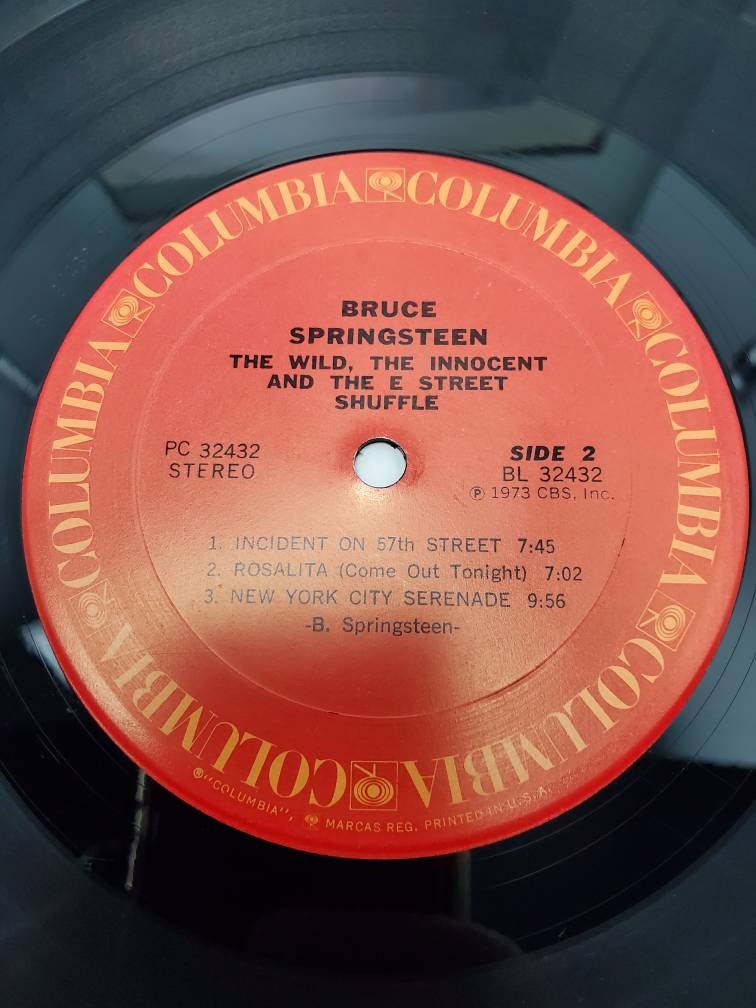 COLUMBIA COLUMBIA COLUMBIA COLUMBIA COLUMBIA COLUMBIA COLUMBIA COLUMBIA
BRUCE
SPRINGSTEEN
THE WILD, THE INNOCENT
AND THE E STREET
SHUFFLE
PC 32432
STEREO
SIDE 2
BL 32432
Ⓟ 1973 CBS, Inc.
1. INCIDENT ON 57th STREET 7:45
2. ROSALITA (Come Out Tonight) 7:02
3. NEW YORK CITY SERENADE 9:56
-B. Springsteen-
®"COLUMBIA", MARCAS REG. PRINTED IN U.S.A.